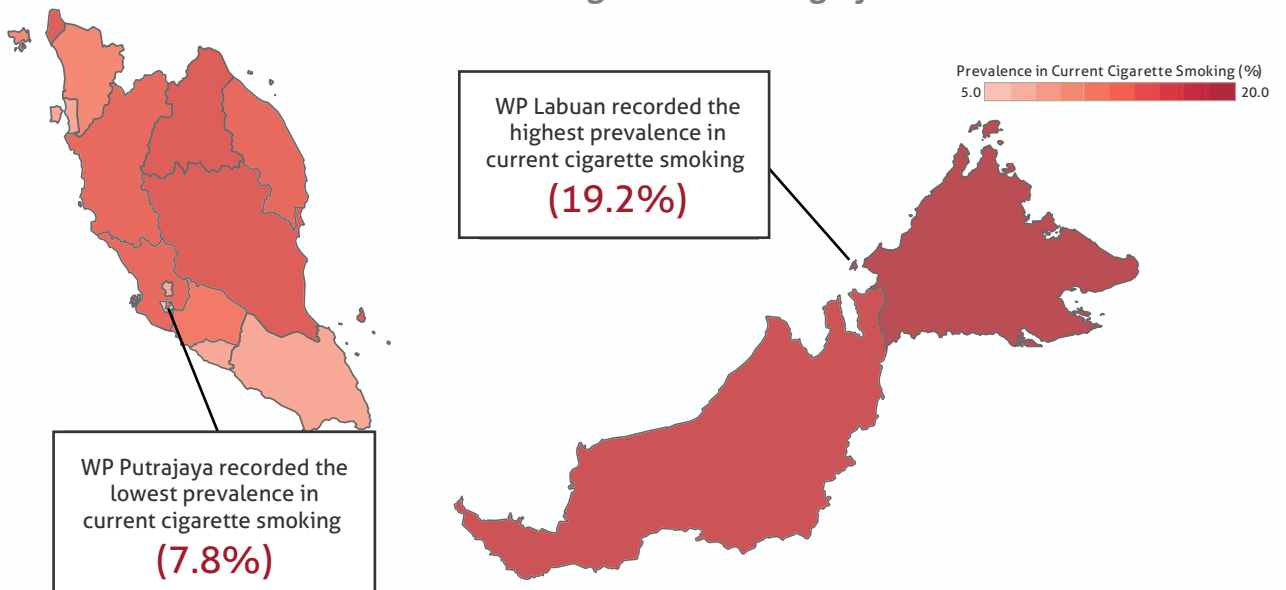 Prevalence in Current Cigarette Smoking (%)
5.0 20.0
WP Labuan recorded the
highest prevalence in
current cigarette smoking
(19.2%)
WP Putrajaya recorded the
lowest prevalence in
current cigarette smoking
(7.8%)